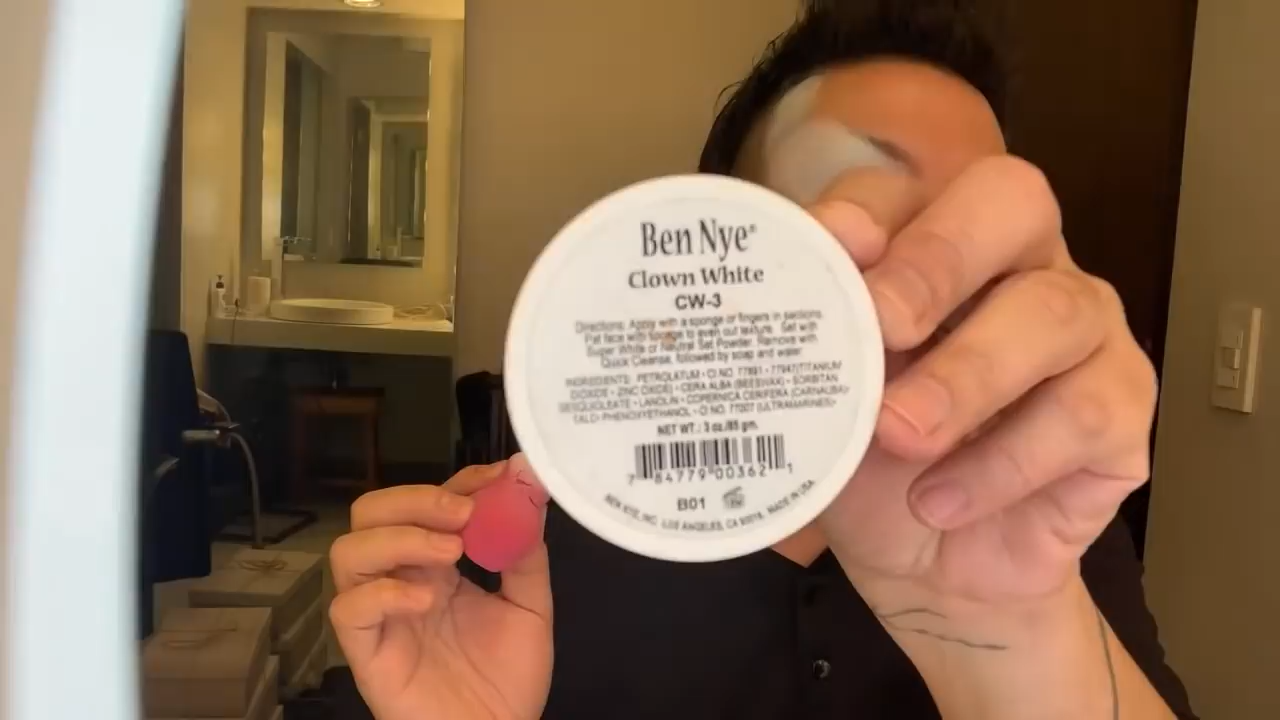 Ben Nye®
Clown White
CW-3
Directions: Apply with a sponge or fingers in sections.
Pat face with sponge to even out texture. Set with
Super White or Neutral Set Powder. Remove with
Quick Cleanse, followed by soap and water.
INGREDIENTS: PETROLATUM • CI NO. 77891 • 77947(TITANIUM
DIOXIDE • ZINC OXIDE) • CERA ALBA (BEESWAX) • SORBITAN
SESQUIOLEATE • LANOLIN • COPERNICA CERIFERA (CARNAUBA)•
PHENOXYETHANOL • CI NO. 77007 (ULTRAMARINES)•
NET WT.: 3 oz./85 gm.
7 84779 00362 1
B01
BEN NYE, INC. LOS ANGELES, CA MADE IN USA